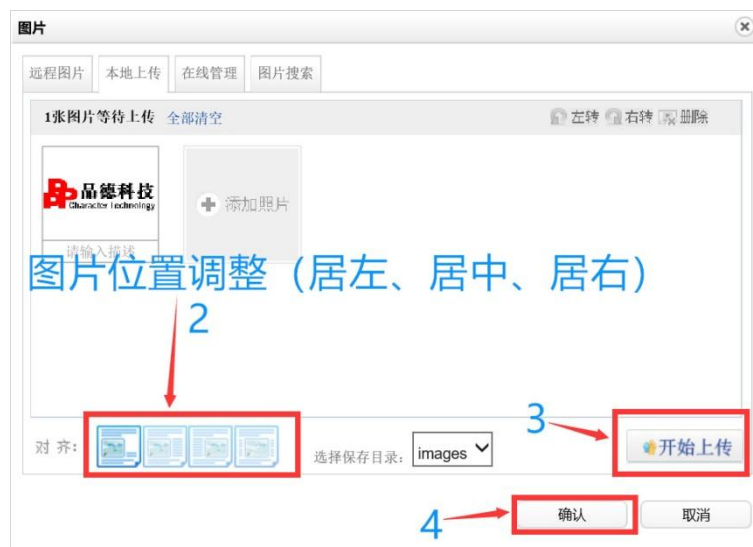 图片
远程图片 本地上传 在线管理 图片搜索
1张图片等待上传 全部清空 左转 右转 删除
品德科技
Character Technology
添加照片
请输入描述
图片位置调整（居左、居中、居右）
2
3
对 齐:
选择保存目录: images
开始上传
4
确认 取消